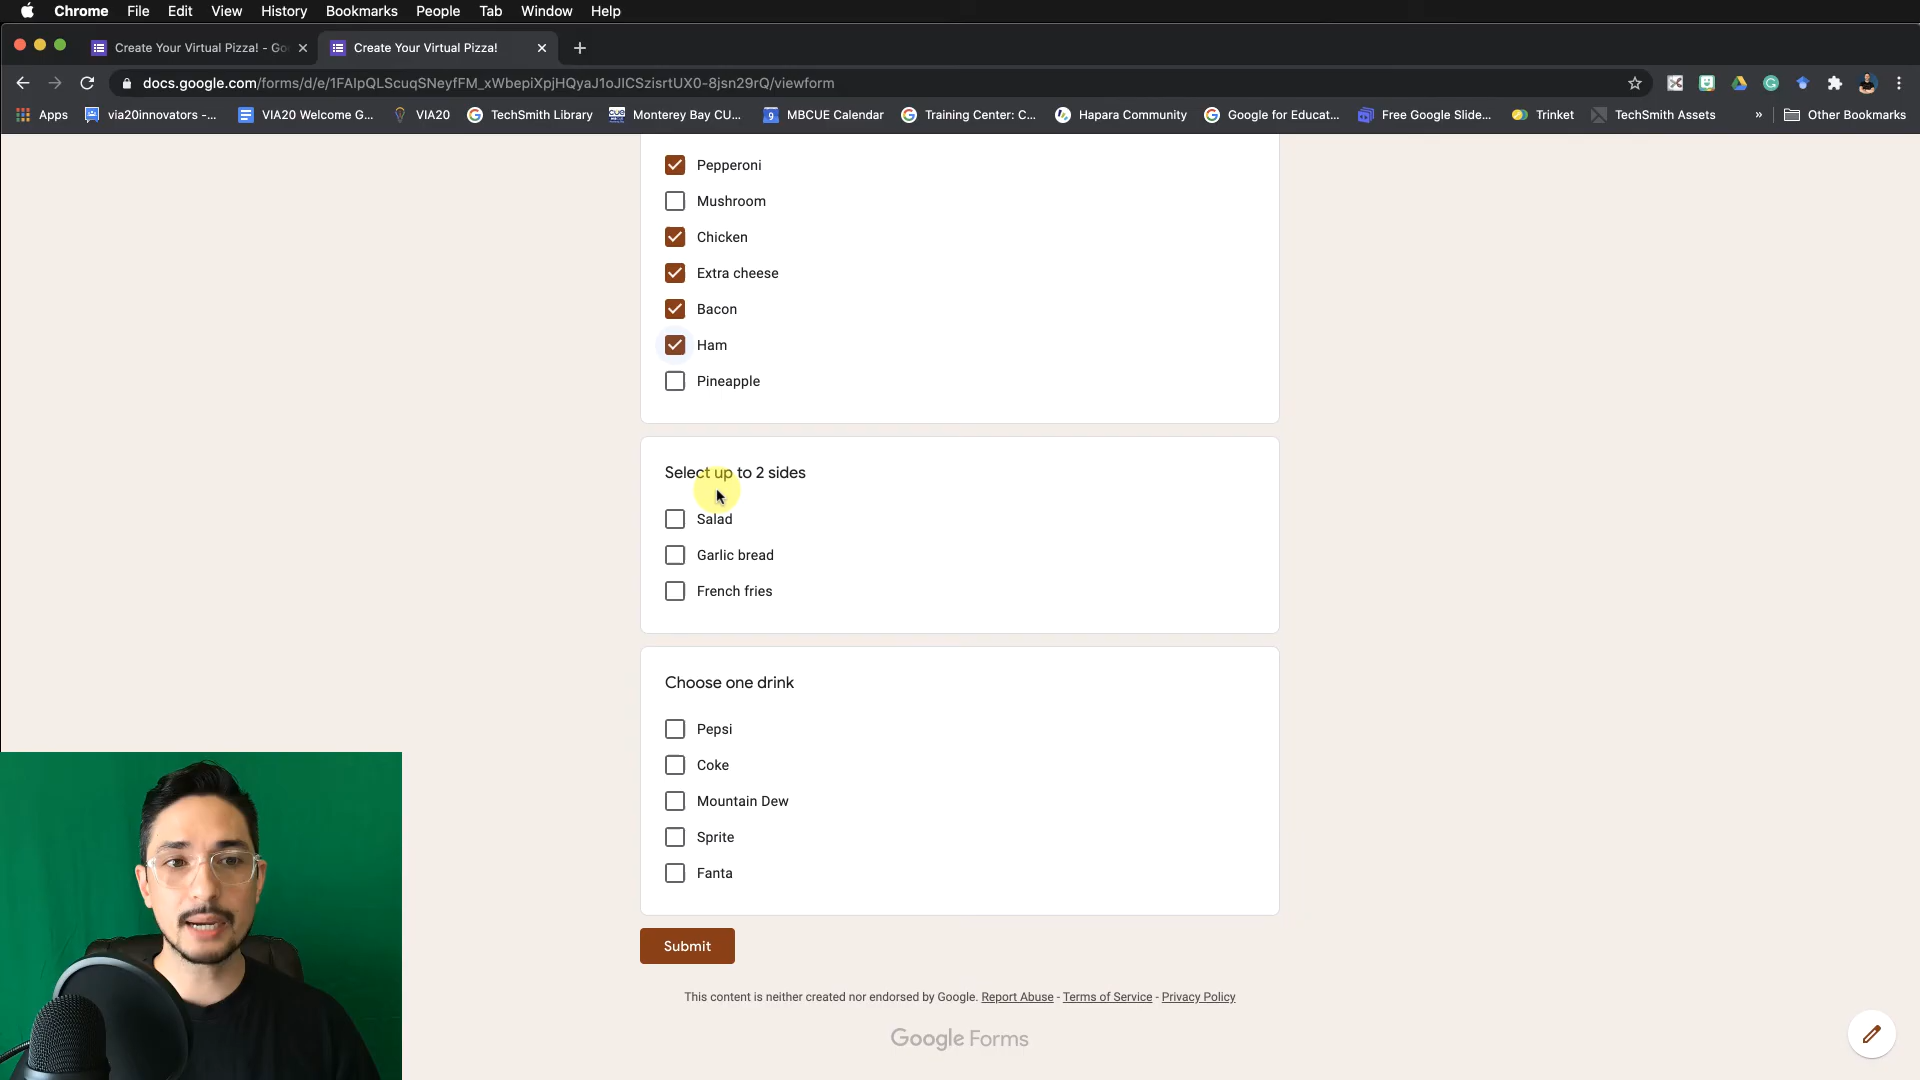 Chrome File Edit View History Bookmarks People Tab Window Help
Create Your Virtual Pizza! - Go
Create Your Virtual Pizza!
docs.google.com/forms/d/e/1FAIpQLScuqSNeyfFM_xWbepiXpjHQyaJ1oJICSzisrtUX0-8jsn29rQ/viewform
Apps via20innovators -... VIA20 Welcome G... VIA20 TechSmith Library Monterey Bay CU... MBCUE Calendar Training Center: C... Hapara Community Google for Educat... Free Google Slide... Trinket TechSmith Assets » Other Bookmarks
Pepperoni
Mushroom
Chicken
Extra cheese
Bacon
Ham
Pineapple
Select up to 2 sides
Salad
Garlic bread
French fries
Choose one drink
Pepsi
Coke
Mountain Dew
Sprite
Fanta
Submit
This content is neither created nor endorsed by Google. Report Abuse - Terms of Service - Privacy Policy
Google Forms